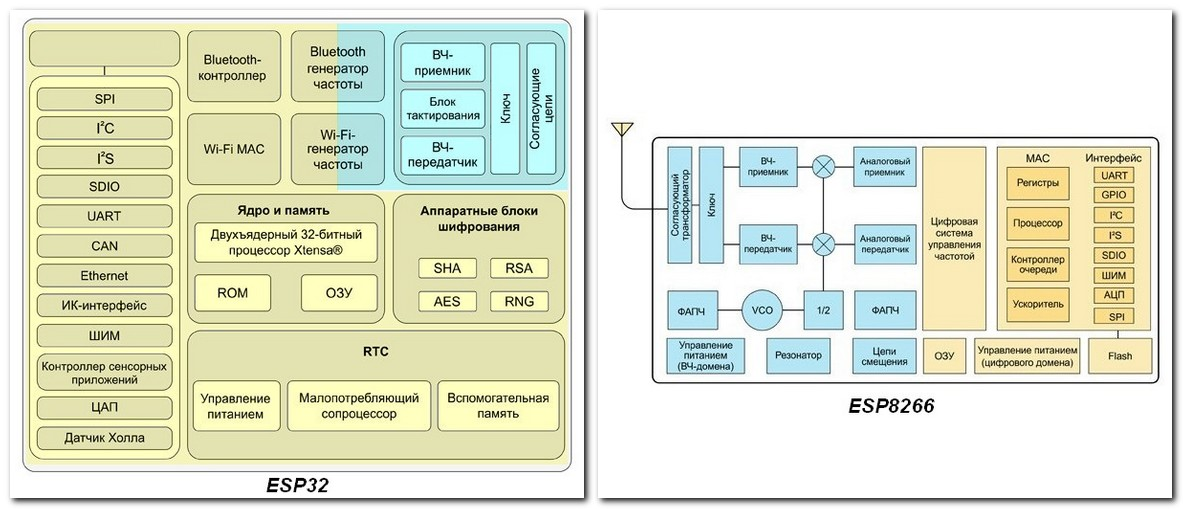 SPI
I²C
I²S
SDIO
UART
CAN
Ethernet
ИК-интерфейс
ШИМ
Контроллер сенсорных
приложений
ЦАП
Датчик Холла
Bluetooth-
контроллер
Bluetooth
генератор
частоты
Wi-Fi MAC
Wi-Fi-
генератор
частоты
ВЧ-
приемник
Блок
тактирования
ВЧ-
передатчик
Ключ
Согласующие
цепи
Ядро и память
Двухъядерный 32-битный
процессор Xtensa®
ROM
ОЗУ
Аппаратные блоки
шифрования
SHA
RSA
AES
RNG
RTC
Управление
питанием
Малопотребляющий
сопроцессор
Вспомогательная
память
ESP32
Согласующий
трансформатор
Ключ
ВЧ-
приемник
Аналоговый
приемник
ВЧ-
передатчик
Аналоговый
передатчик
ФАПЧ
VCO
1/2
ФАПЧ
Управление
питанием
(ВЧ-домена)
Резонатор
Цепи
смещения
Цифровая
система
управления
частотой
MAC
Регистры
Процессор
Контроллер
очереди
Ускоритель
Интерфейс
UART
GPIO
I²C
I²S
SDIO
ШИМ
АЦП
SPI
ОЗУ
Управление питанием
(цифрового домена)
Flash
ESP8266